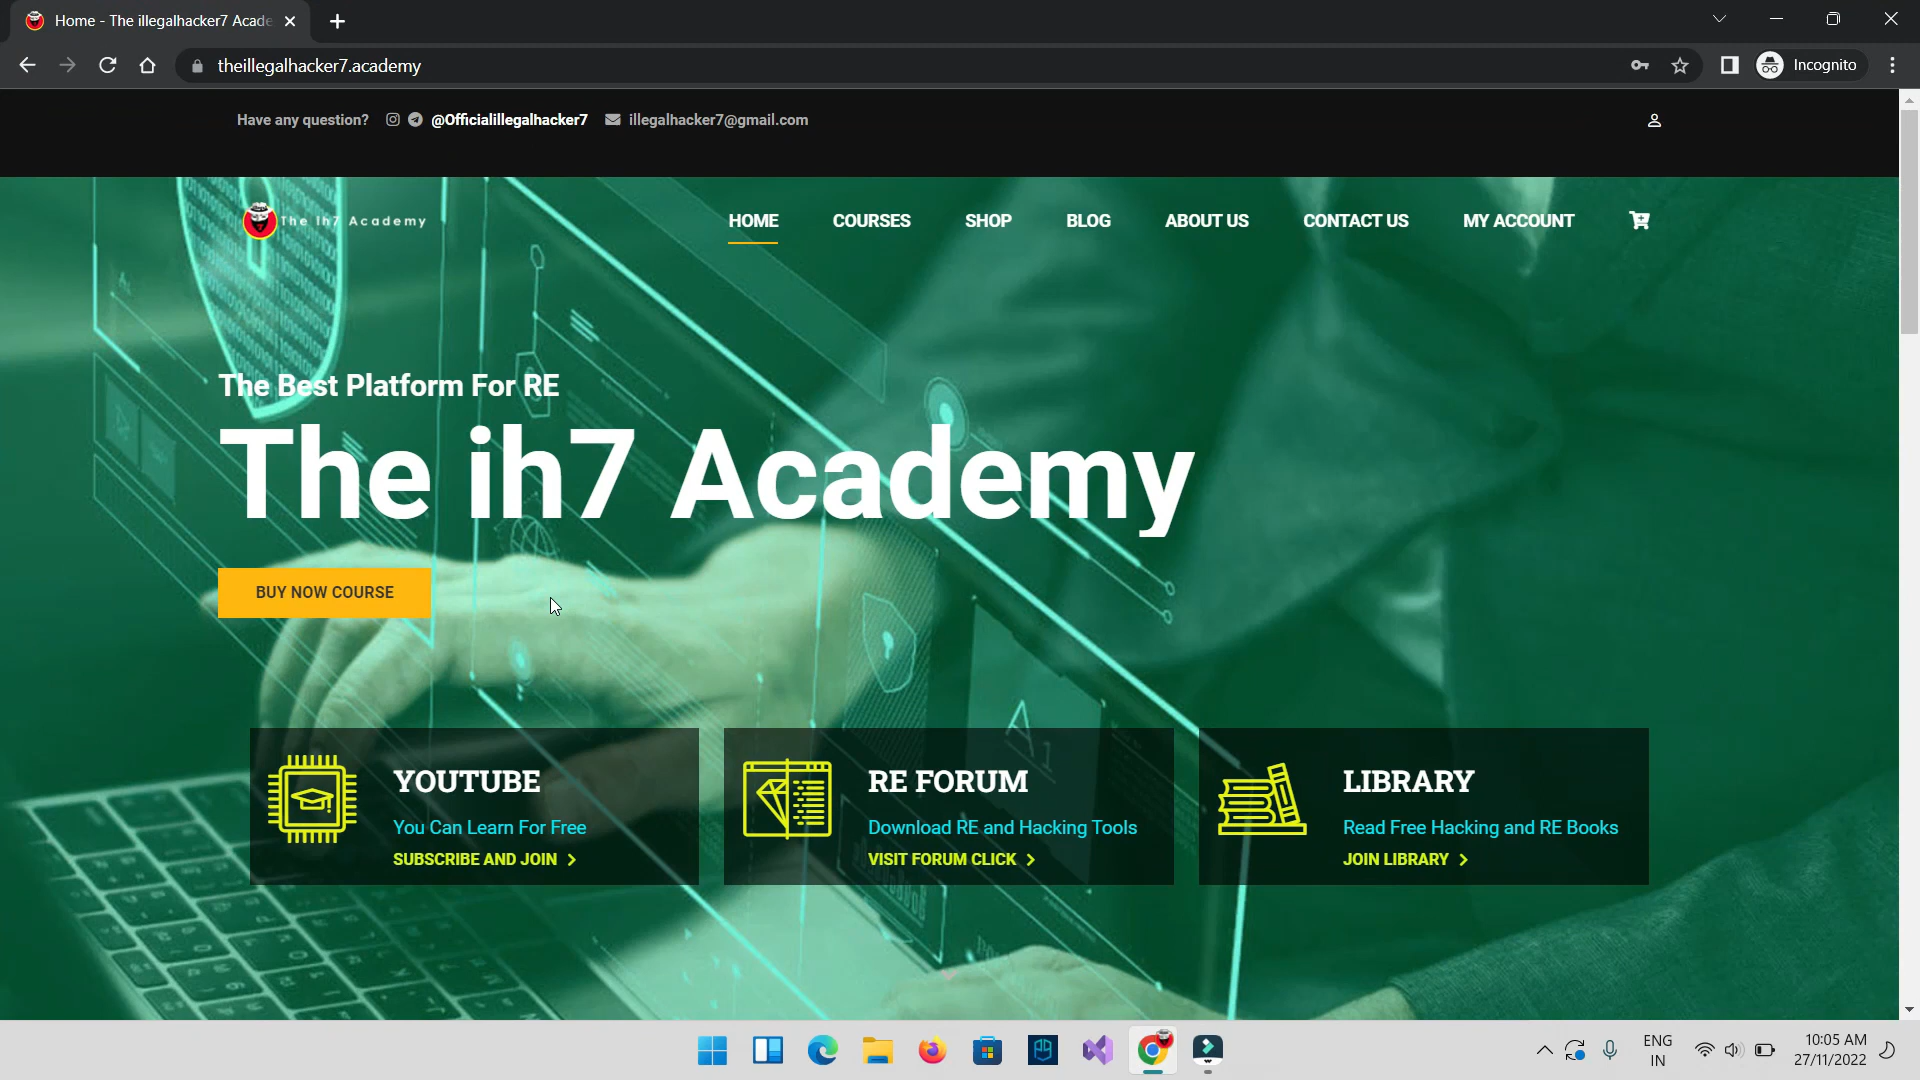 Home - The illegalhacker7 Acade
theillegalhacker7.academy
Incognito
Have any question? @Officialillegalhacker7 illegalhacker7@gmail.com
The Ih7 Academy
HOME COURSES SHOP BLOG ABOUT US CONTACT US MY ACCOUNT
The Best Platform For RE
The ih7 Academy
BUY NOW COURSE
YOUTUBE
You Can Learn For Free
SUBSCRIBE AND JOIN
RE FORUM
Download RE and Hacking Tools
VISIT FORUM CLICK
LIBRARY
Read Free Hacking and RE Books
JOIN LIBRARY
ENG
IN
10:05 AM
27/11/2022